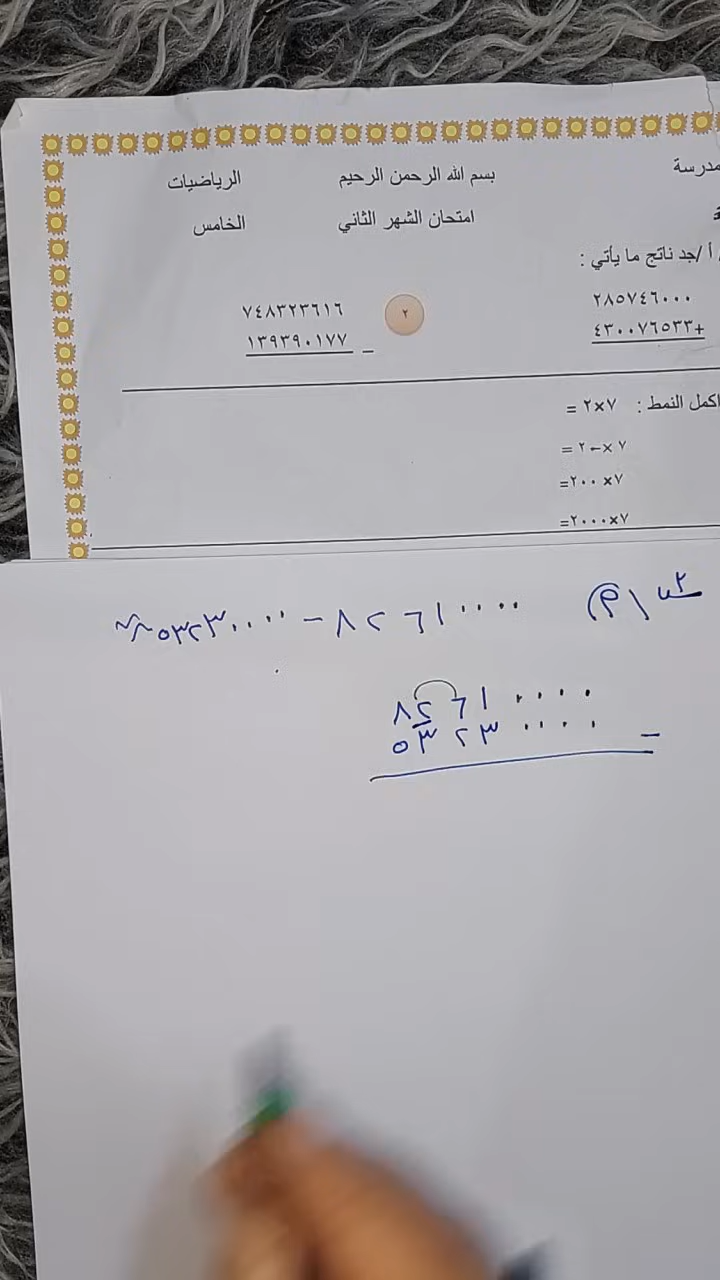 مدرسة
بسم الله الرحمن الرحيم
الرياضيات
امتحان الشهر الثاني
الخامس
أ /جد ناتج ما يأتي :
٢٨٥٧٤٦٠٠٠
٤٣٠٠٧٦٥٣٣+
٢
٧٤٨٣٢٣٦١٦
١٣٩٣٩٠١٧٧ –
اكمل النمط : ٧×٢ =
٧ ×٢٠ =
٧× ٢٠٠=
٧×٢٠٠٠=
٨٢٦١٠٠٠٠ – ٥٣٢٣٠٠٠٠
٨٢٦١٠٠٠٠
٥٣٢٣٠٠٠٠ –